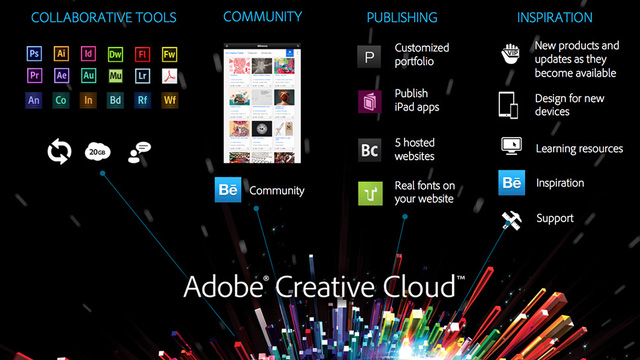 COLLABORATIVE TOOLS
Ps Ai Id Dw Fl Fw
Pr Ae Au Mu Lr
An Co In Bd Rf Wf
20GB
COMMUNITY
Bē
Community
PUBLISHING
P
Customized
portfolio
Publish
iPad apps
Bc
5 hosted
websites
Real fonts on
your website
INSPIRATION
VIP
New products and
updates as they
become available
Design for new
devices
Learning resources
Bē
Inspiration
Support
Adobe® Creative Cloud™